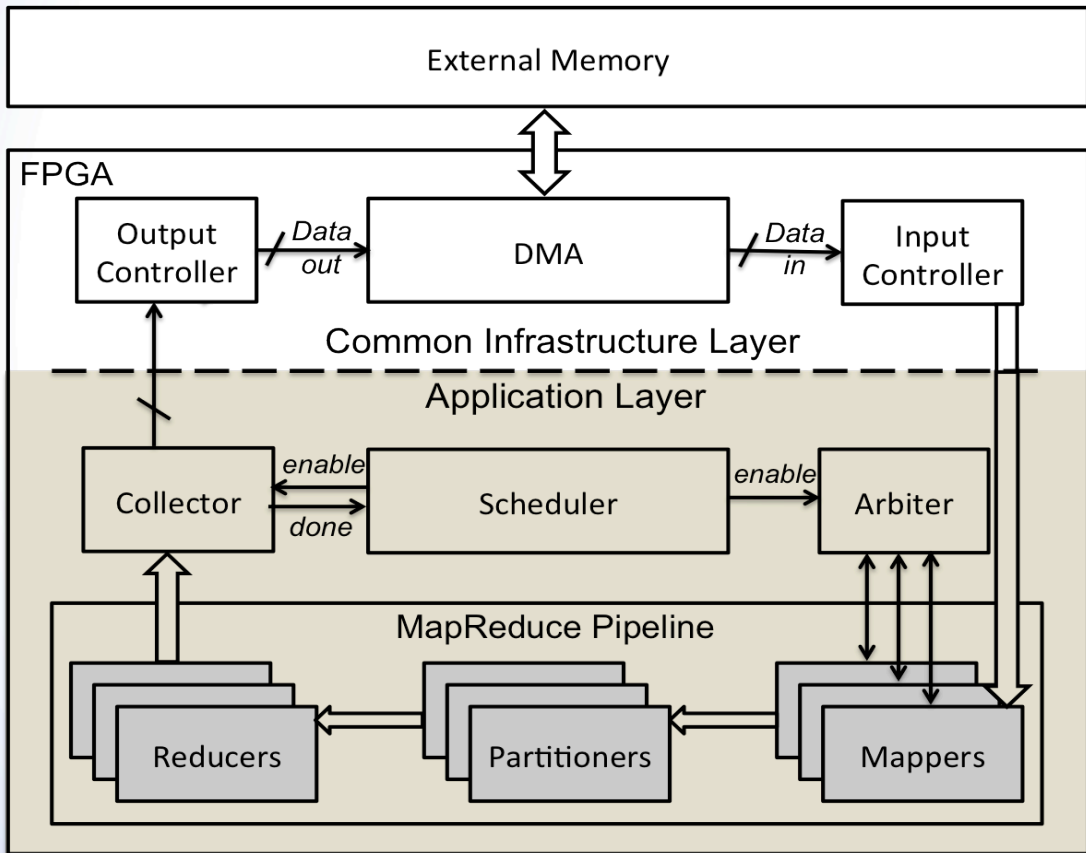 External Memory
FPGA
Output
Controller
Data
out
DMA
Data
in
Input
Controller
Common Infrastructure Layer
Application Layer
Collector
enable
done
Scheduler
enable
Arbiter
MapReduce Pipeline
Reducers
Partitioners
Mappers